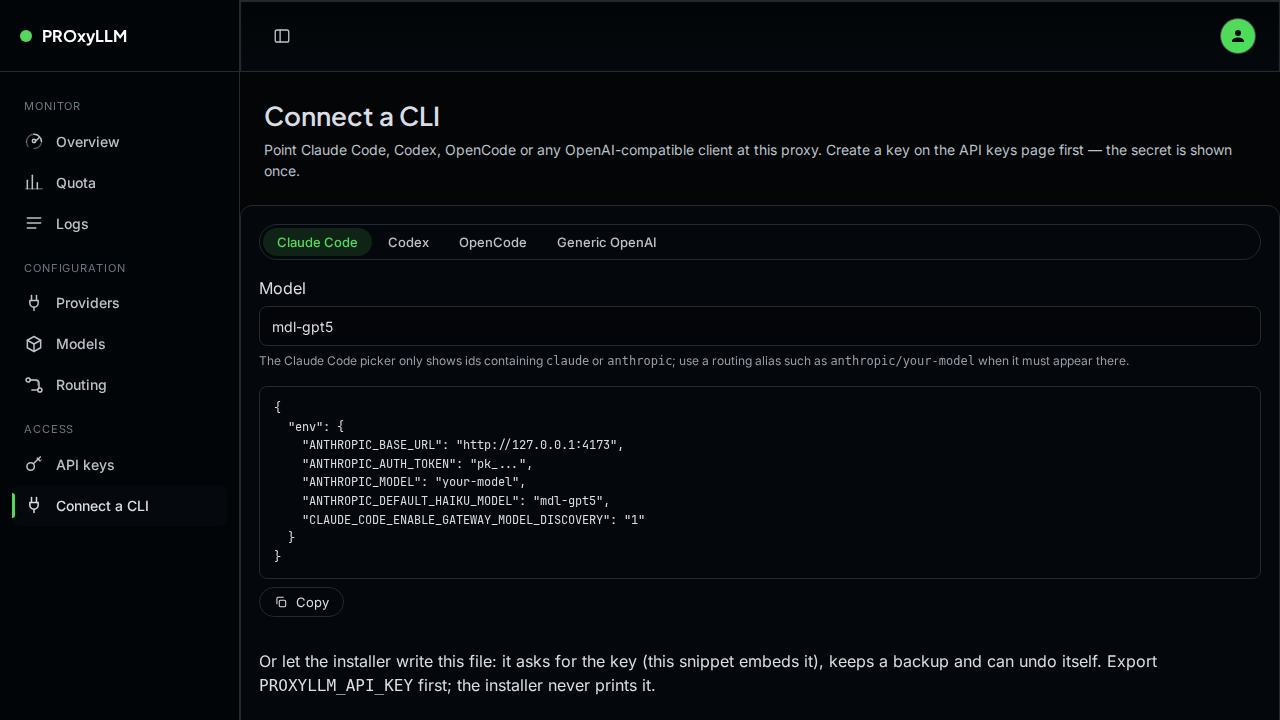 PROxyLLM
MONITOR
Overview
Quota
Logs
CONFIGURATION
Providers
Models
Routing
ACCESS
API keys
Connect a CLI
Connect a CLI
Point Claude Code, Codex, OpenCode or any OpenAI-compatible client at this proxy. Create a key on the API keys page first — the secret is shown
once.
Claude Code Codex OpenCode Generic OpenAI
Model
mdl-gpt5
The Claude Code picker only shows ids containing claude or anthropic; use a routing alias such as anthropic/your-model when it must appear there.
{
  "env": {
    "ANTHROPIC_BASE_URL": "http://127.0.0.1:4173",
    "ANTHROPIC_AUTH_TOKEN": "pk_...",
    "ANTHROPIC_MODEL": "your-model",
    "ANTHROPIC_DEFAULT_HAIKU_MODEL": "mdl-gpt5",
    "CLAUDE_CODE_ENABLE_GATEWAY_MODEL_DISCOVERY": "1"
  }
}
Copy
Or let the installer write this file: it asks for the key (this snippet embeds it), keeps a backup and can undo itself. Export
PROXYLLM_API_KEY first; the installer never prints it.